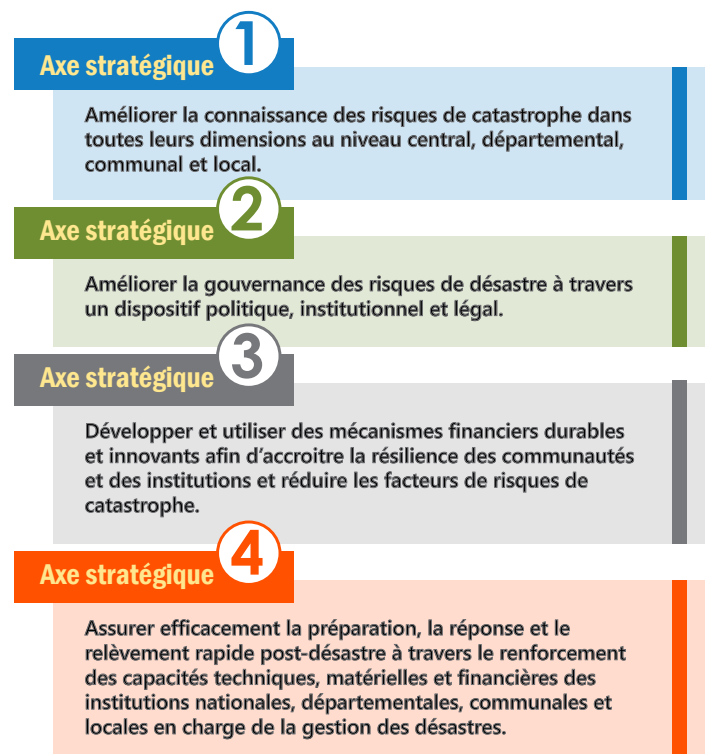 Axe stratégique 1
Améliorer la connaissance des risques de catastrophe dans
toutes leurs dimensions au niveau central, départemental,
communal et local.
Axe stratégique 2
Améliorer la gouvernance des risques de désastre à travers
un dispositif politique, institutionnel et légal.
Axe stratégique 3
Développer et utiliser des mécanismes financiers durables
et innovants afin d'accroitre la résilience des communautés
et des institutions et réduire les facteurs de risques de
catastrophe.
Axe stratégique 4
Assurer efficacement la préparation, la réponse et le
relèvement rapide post-désastre à travers le renforcement
des capacités techniques, matérielles et financières des
institutions nationales, départementales, communales et
locales en charge de la gestion des désastres.